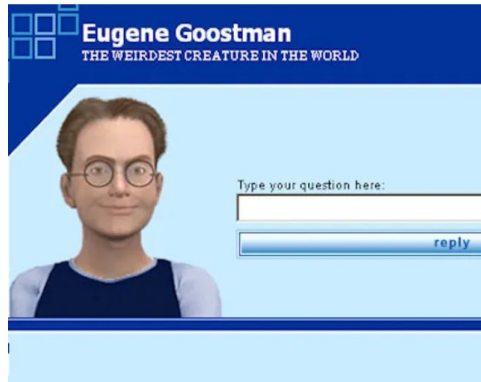 Eugene Goostman
THE WEIRDEST CREATURE IN THE WORLD
Type your question here:
reply